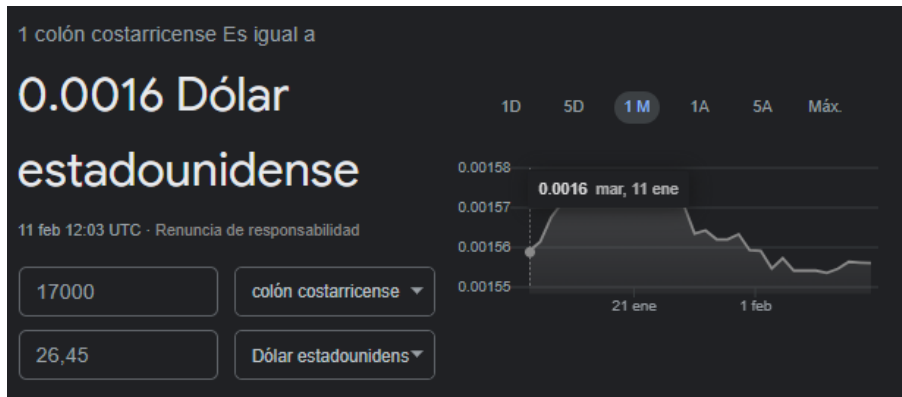 1 colón costarricense Es igual a
0.0016 Dólar
estadounidense
11 feb 12:03 UTC · Renuncia de responsabilidad
17000
colón costarricense
26,45
Dólar estadounidens
1D 5D 1 M 1A 5A Máx.
0.00158
0.0016 mar, 11 ene
0.00157
0.00156
0.00155
21 ene 1 feb